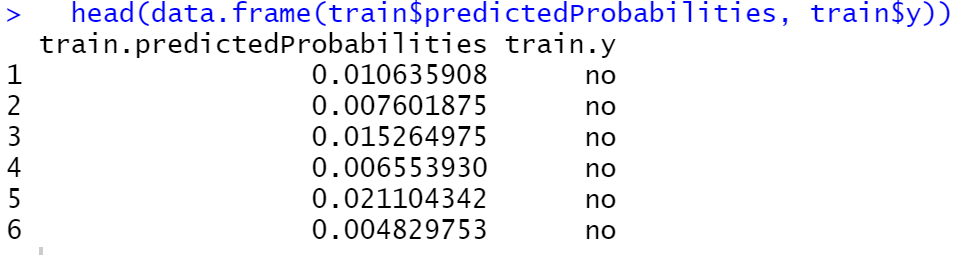 > head(data.frame(train$predictedProbabilities, train$y))
train.predictedProbabilities train.y
1 0.010635908 no
2 0.007601875 no
3 0.015264975 no
4 0.006553930 no
5 0.021104342 no
6 0.004829753 no